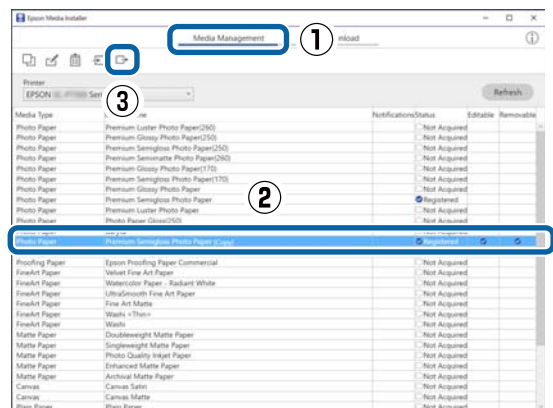 Epson Media Installer
Media Management
nload
1
3
Printer
EPSON Seri
Refresh
Media Type Notifications Status Editable Removable
Photo Paper Premium Luster Photo Paper(260) Not Acquired
Photo Paper Premium Glossy Photo Paper(250) Not Acquired
Photo Paper Premium Semigloss Photo Paper(250) Not Acquired
Photo Paper Premium Semimatte Photo Paper(260) Not Acquired
Photo Paper Premium Glossy Photo Paper(170) Not Acquired
Photo Paper Premium Semigloss Photo Paper(170) Not Acquired
Photo Paper Premium Glossy Photo Paper Not Acquired
Photo Paper Premium Semigloss Photo Paper Registered
Photo Paper Premium Luster Photo Paper Not Acquired
Photo Paper Photo Paper Gloss(250) Not Acquired
2
Photo Paper Premium Semigloss Photo Paper (Copy) Registered
Proofing Paper Epson Proofing Paper Commercial Not Acquired
FineArt Paper Velvet Fine Art Paper Not Acquired
FineArt Paper Watercolor Paper - Radiant White Not Acquired
FineArt Paper UltraSmooth Fine Art Paper Not Acquired
FineArt Paper Fine Art Matte Not Acquired
FineArt Paper Washi <Thin> Not Acquired
FineArt Paper Washi Not Acquired
Matte Paper Doubleweight Matte Paper Not Acquired
Matte Paper Singleweight Matte Paper Not Acquired
Matte Paper Photo Quality Inkjet Paper Not Acquired
Matte Paper Enhanced Matte Paper Not Acquired
Matte Paper Archival Matte Paper Not Acquired
Canvas Canvas Satin Not Acquired
Canvas Canvas Matte Not Acquired
Plain Paper Plain Paper Not Acquired